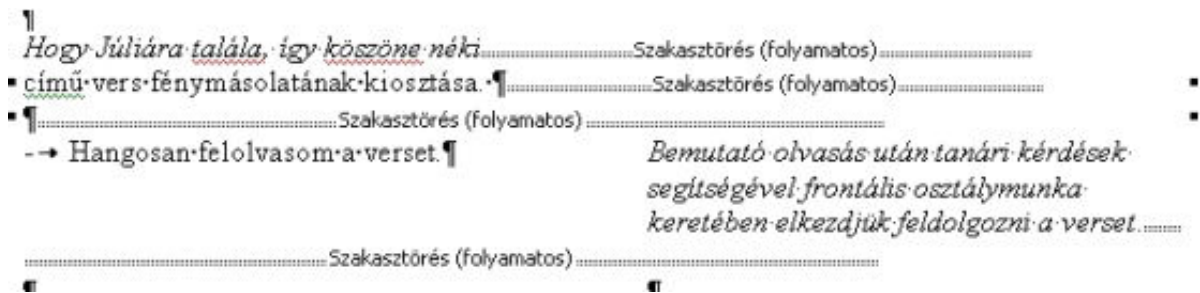 ¶
Hogy Júliára talála, így köszöne néki Szakasztörés (folyamatos)
című vers fénymásolatának kiosztása. ¶ Szakasztörés (folyamatos)
¶ Szakasztörés (folyamatos)
-→ Hangosan felolvasom a verset ¶
Bemutató olvasás után tanári kérdések
segítségével frontális osztálymunka
keretében elkezdjük feldolgozni a verset.
Szakasztörés (folyamatos)
¶ ¶